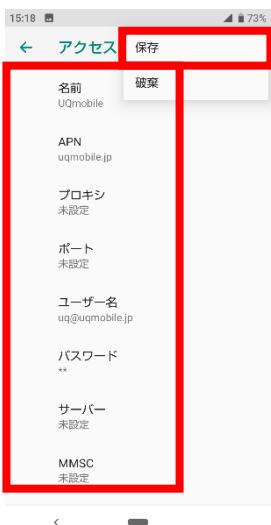 15:18 73%
← アクセス 保存
破棄
名前
UQmobile
APN
uqmobile.jp
プロキシ
未設定
ポート
未設定
ユーザー名
uq@uqmobile.jp
パスワード
**
サーバー
未設定
MMSC
未設定